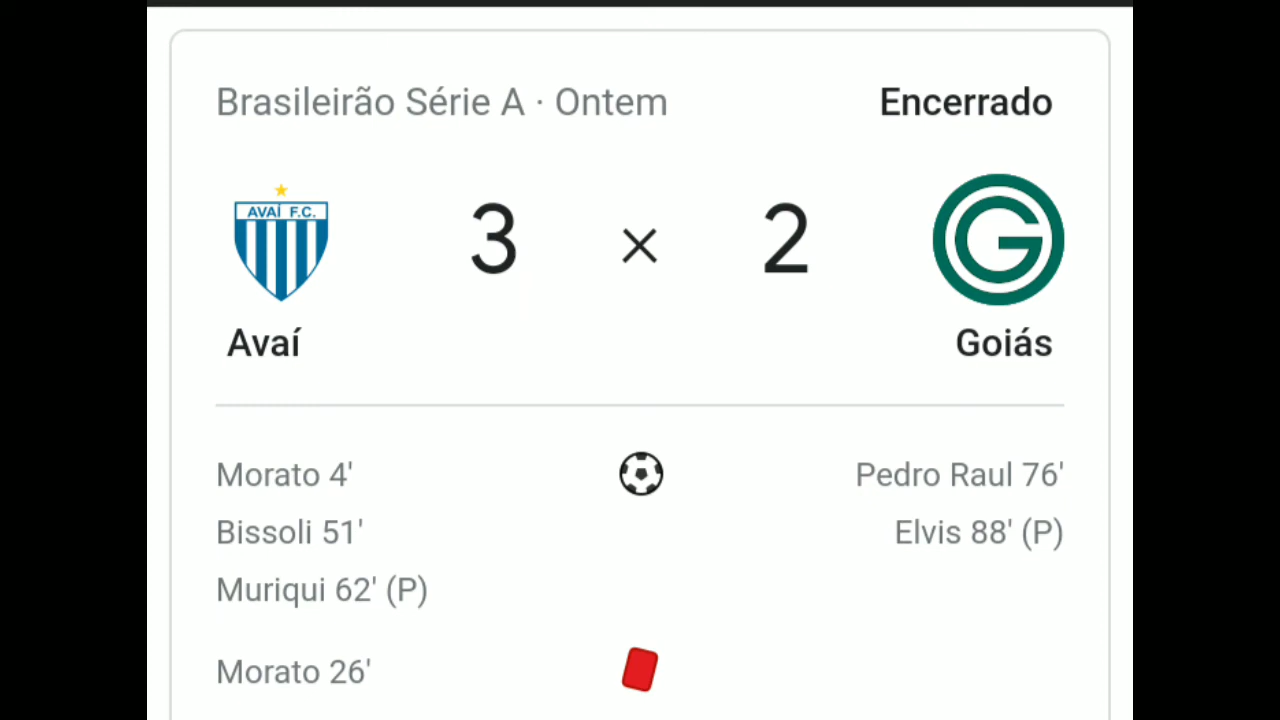 Brasileirão Série A · Ontem Encerrado
AVAÍ F.C.
3 × 2
G
Avaí Goiás
Morato 4' Pedro Raul 76'
Bissoli 51' Elvis 88' (P)
Muriqui 62' (P)
Morato 26'